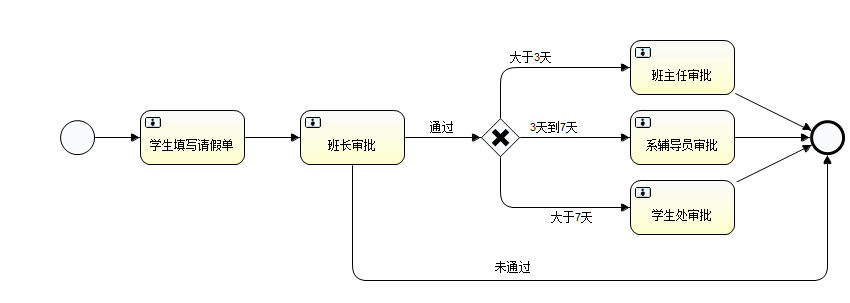 大于3天
班主任审批
学生填写请假单
班长审批
通过
3天到7天
系辅导员审批
学生处审批
大于7天
未通过